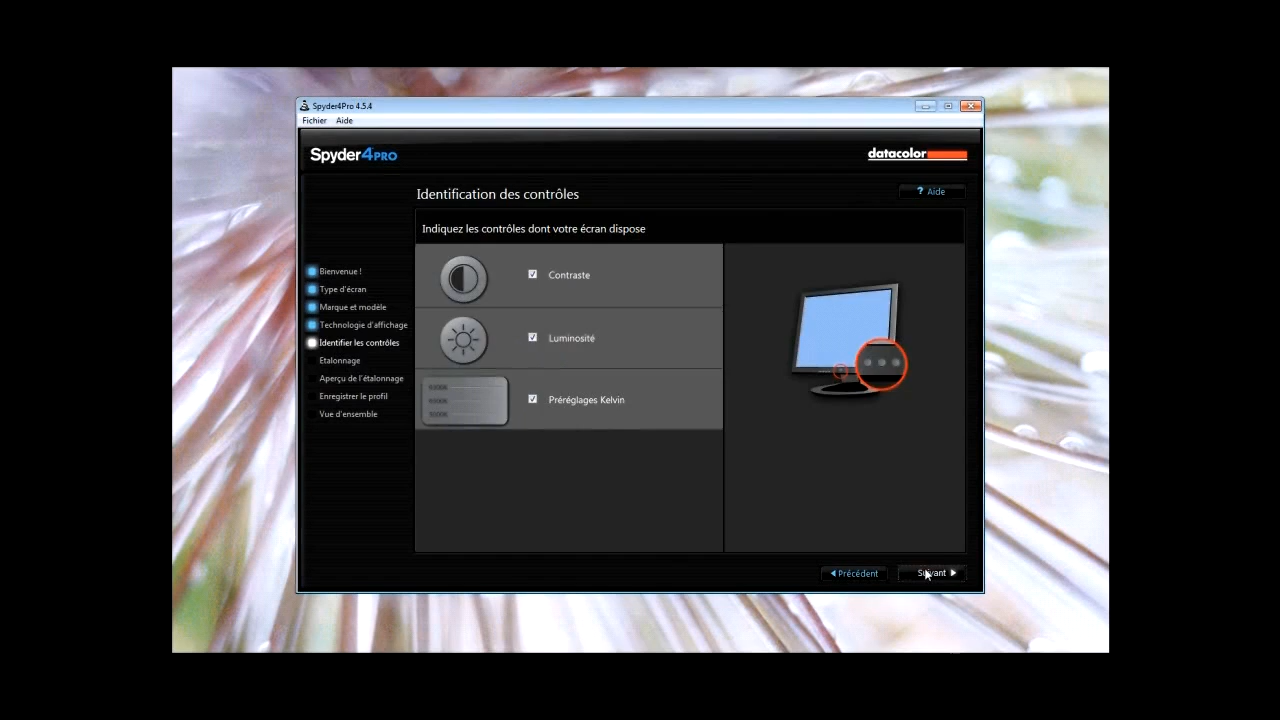 Spyder4Pro 4.5.4
Fichier Aide
Spyder4PRO
datacolor
Identification des contrôles
? Aide
Indiquez les contrôles dont votre écran dispose
Bienvenue !
Type d'écran
Marque et modèle
Technologie d'affichage
Identifier les contrôles
Etalonnage
Aperçu de l'étalonnage
Enregistrer le profil
Vue d'ensemble
Contraste
Luminosité
Préréglages Kelvin
Précédent
Suivant